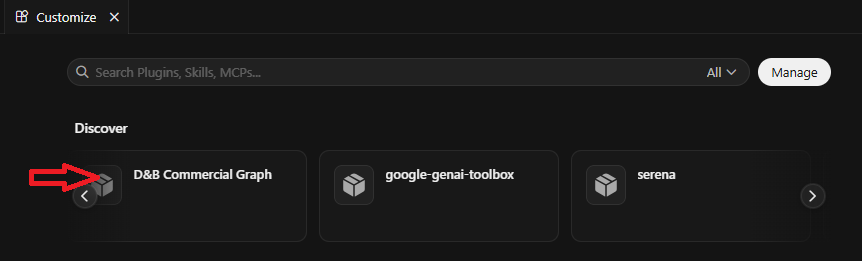 Customize
Search Plugins, Skills, MCPs...
All
Manage
Discover
D&B Commercial Graph
google-genai-toolbox
serena